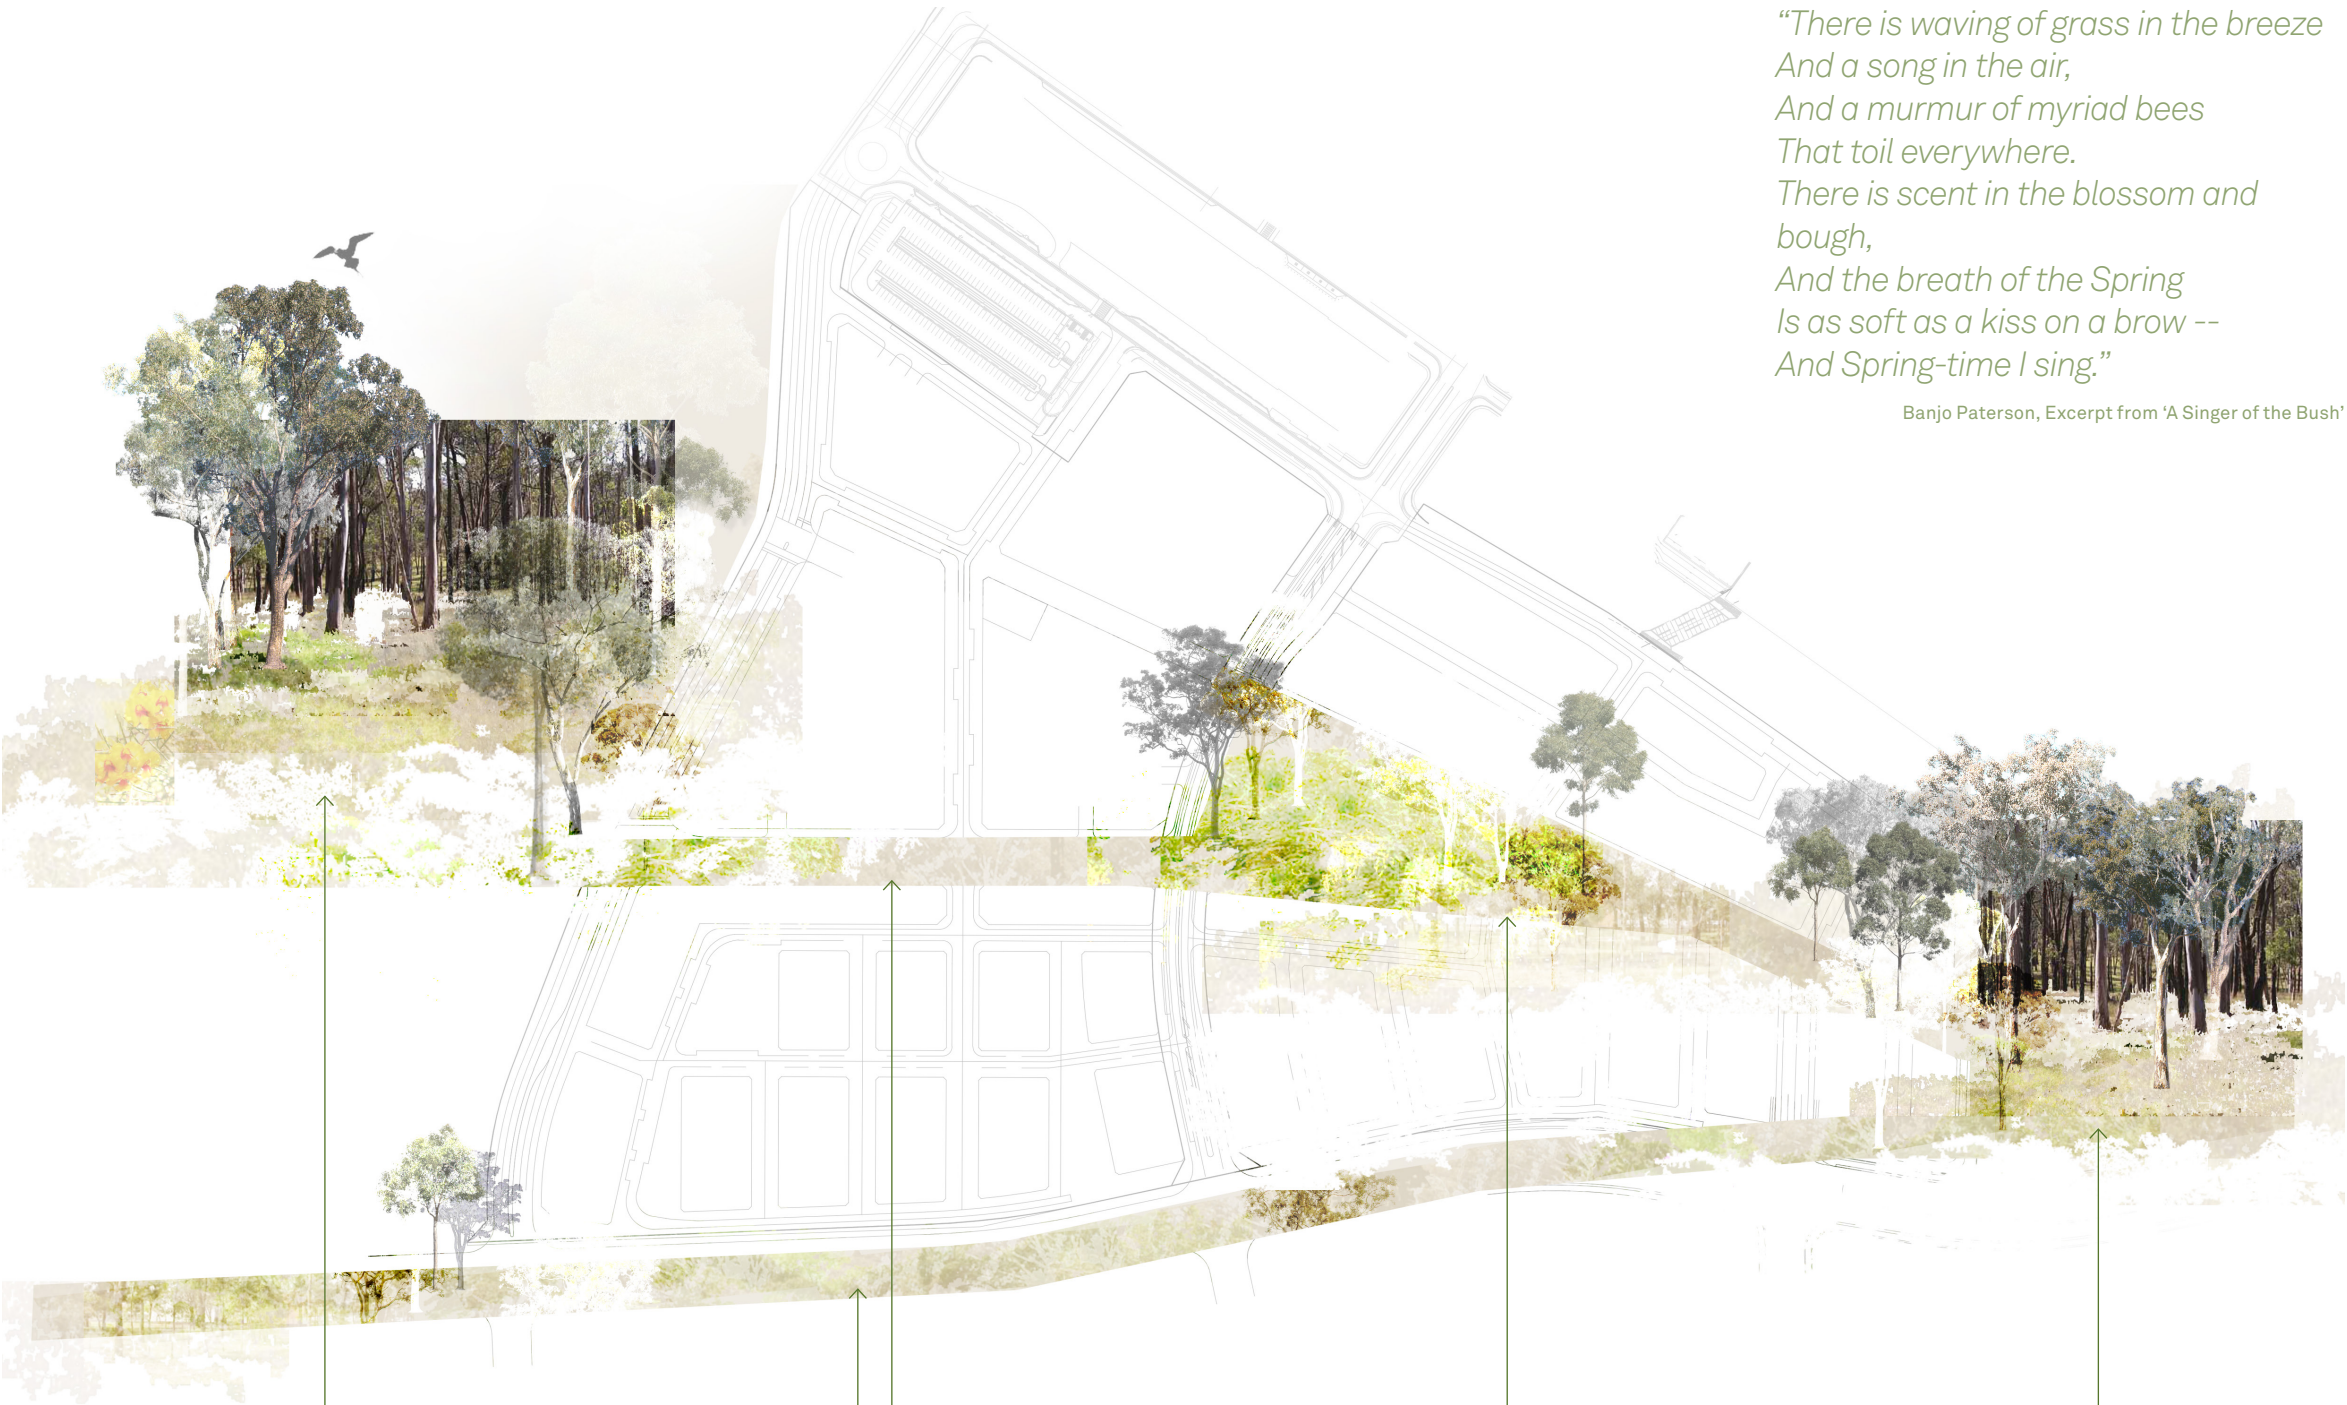 “There is waving of grass in the breeze
And a song in the air,
And a murmur of myriad bees
That toil everywhere.
There is scent in the blossom and
bough,
And the breath of the Spring
Is as soft as a kiss on a brow --
And Spring-time I sing.”
Banjo Paterson, Excerpt from ‘A Singer of the Bush’